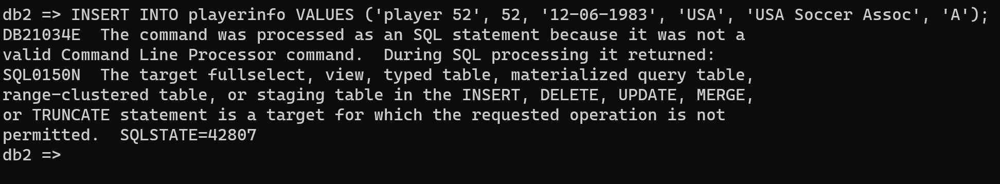 db2 => INSERT INTO playerinfo VALUES ('player 52', 52, '12-06-1983', 'USA', 'USA Soccer Assoc', 'A');
DB21034E  The command was processed as an SQL statement because it was not a
valid Command Line Processor command.  During SQL processing it returned:
SQL0150N  The target fullselect, view, typed table, materialized query table,
range-clustered table, or staging table in the INSERT, DELETE, UPDATE, MERGE,
or TRUNCATE statement is a target for which the requested operation is not
permitted.  SQLSTATE=42807
db2 =>